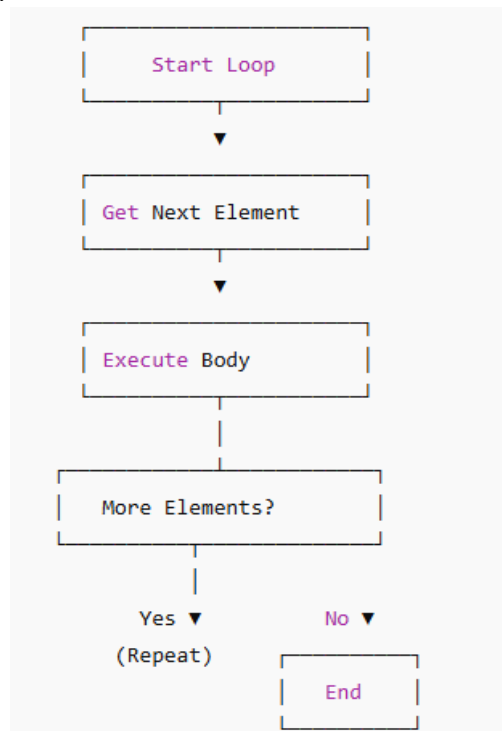 Start Loop
Get Next Element
Execute Body
More Elements?
Yes ▼ No ▼
(Repeat)
End